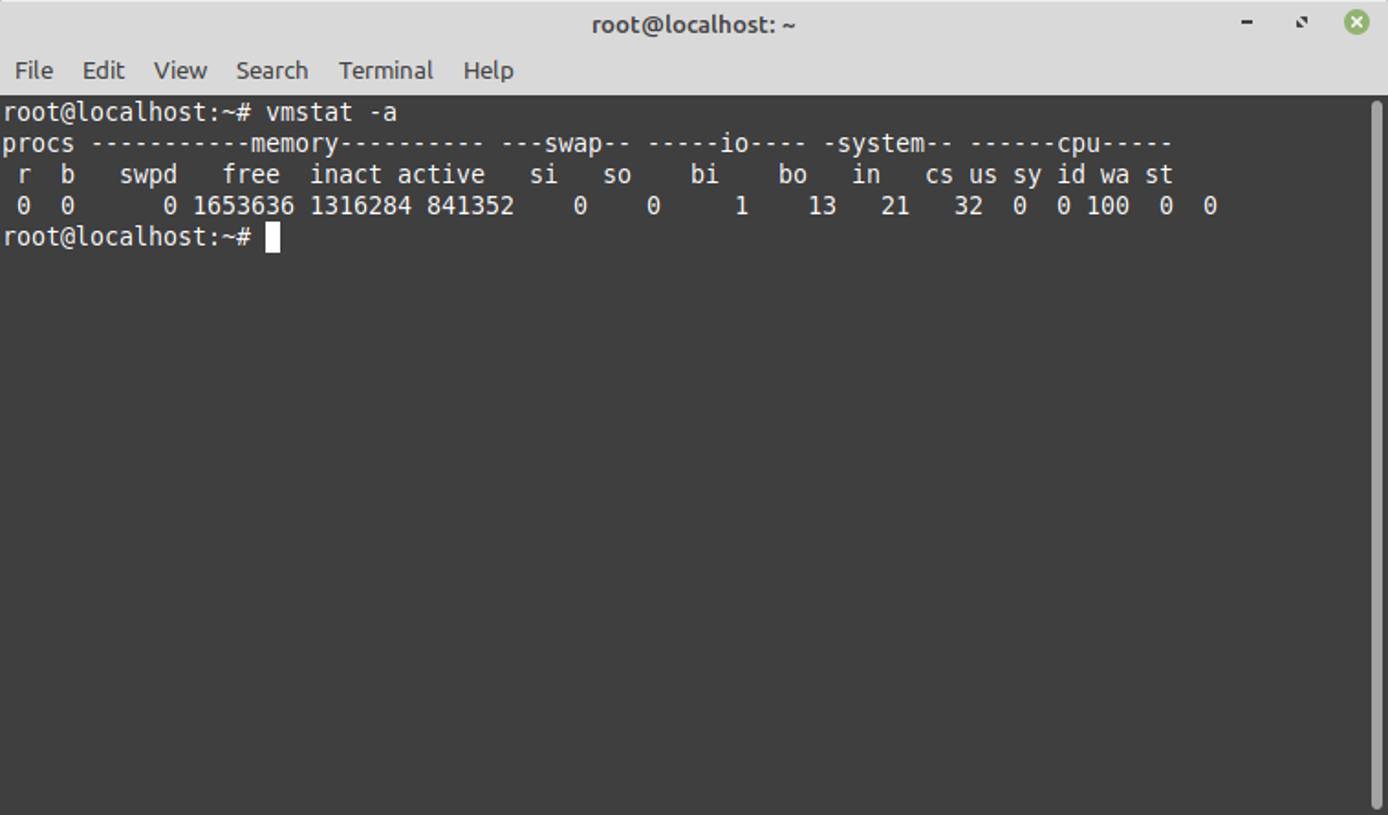 root@localhost: ~
File Edit View Search Terminal Help
root@localhost:~# vmstat -a
procs -----------memory---------- ---swap-- -----io---- -system-- ------cpu-----
 r  b   swpd   free  inact active   si   so    bi    bo   in   cs us sy id wa st
 0  0      0 1653636 1316284 841352    0    0     1    13   21   32  0  0 100  0  0
root@localhost:~#